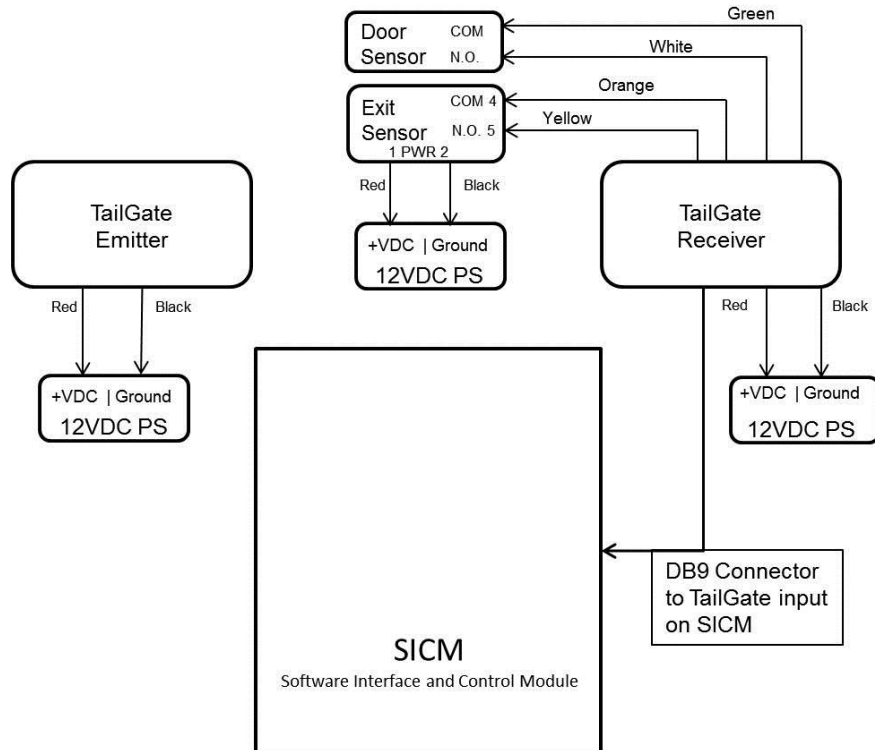 Green
Door COM
Sensor N.O.
White
Orange
Exit COM 4
Sensor N.O. 5
Yellow
1 PWR 2
Red Black
+VDC | Ground
12VDC PS
TailGate
Emitter
Red Black
+VDC | Ground
12VDC PS
TailGate
Receiver
Red Black
+VDC | Ground
12VDC PS
DB9 Connector
to TailGate input
on SICM
SICM
Software Interface and Control Module